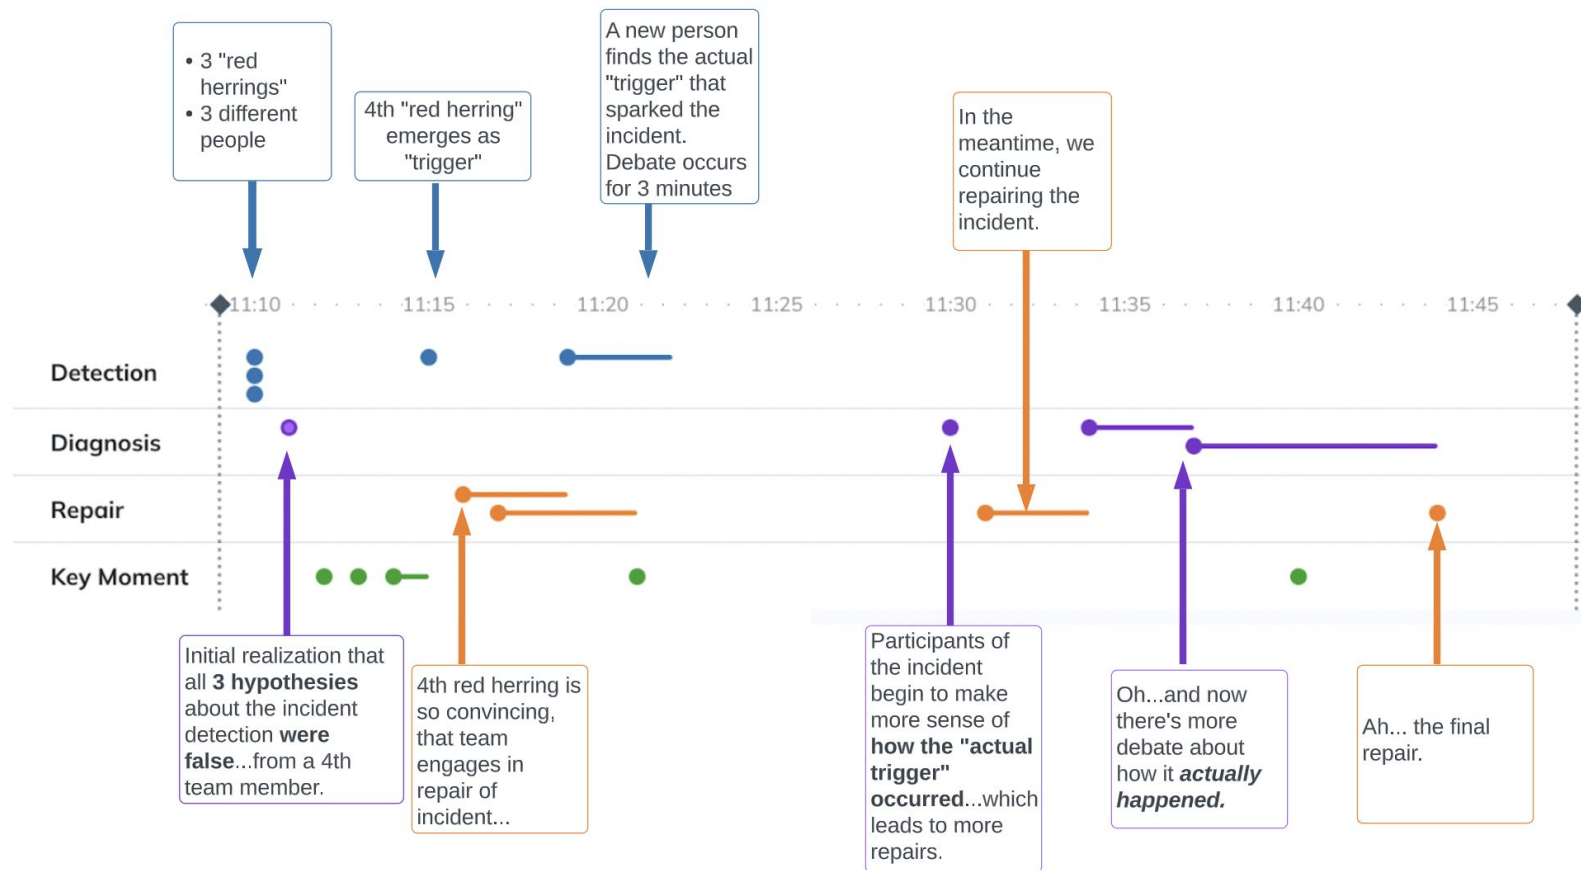 • 3 "red
herrings"
• 3 different
people
4th "red herring"
emerges as
"trigger"
A new person
finds the actual
"trigger" that
sparked the
incident.
Debate occurs
for 3 minutes
In the
meantime, we
continue
repairing the
incident.
11:10 11:15 11:20 11:25 11:30 11:35 11:40 11:45
Detection
Diagnosis
Repair
Key Moment
Initial realization that
all 3 hypotheses
about the incident
detection were
false...from a 4th
team member.
4th red herring is
so convincing,
that team
engages in
repair of
incident...
Participants of
the incident
begin to make
more sense of
how the "actual
trigger"
occurred...which
leads to more
repairs.
Oh...and now
there's more
debate about
how it actually
happened.
Ah... the final
repair.